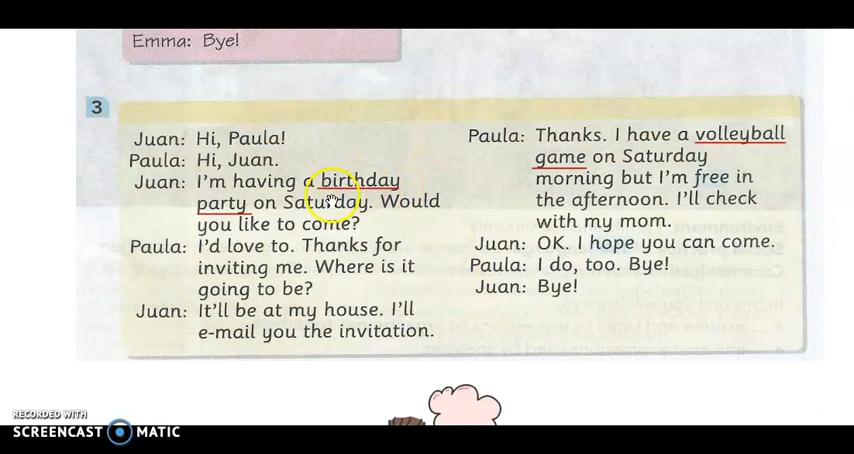 Emma: Bye!
3
Juan: Hi, Paula!
Paula: Hi, Juan.
Juan: I'm having a birthday
party on Saturday. Would
you like to come?
Paula: I'd love to. Thanks for
inviting me. Where is it
going to be?
Juan: It'll be at my house. I'll
e-mail you the invitation.
Paula: Thanks. I have a volleyball
game on Saturday
morning but I'm free in
the afternoon. I'll check
with my mom.
Juan: OK. I hope you can come.
Paula: I do, too. Bye!
Juan: Bye!
RECORDED WITH
SCREENCAST MATIC